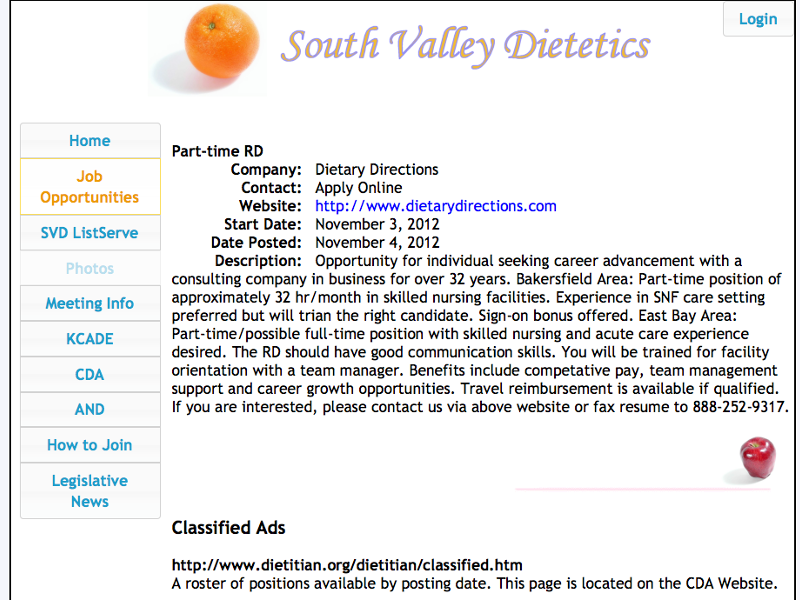 Login
South Valley Dietetics
Home
Job
Opportunities
SVD ListServe
Photos
Meeting Info
KCADE
CDA
AND
How to Join
Legislative
News
Part-time RD
Company: Dietary Directions
Contact: Apply Online
Website: http://www.dietarydirections.com
Start Date: November 3, 2012
Date Posted: November 4, 2012
Description: Opportunity for individual seeking career advancement with a
consulting company in business for over 32 years. Bakersfield Area: Part-time position of
approximately 32 hr/month in skilled nursing facilities. Experience in SNF care setting
preferred but will trian the right candidate. Sign-on bonus offered. East Bay Area:
Part-time/possible full-time position with skilled nursing and acute care experience
desired. The RD should have good communication skills. You will be trained for facility
orientation with a team manager. Benefits include competative pay, team management
support and career growth opportunities. Travel reimbursement is available if qualified.
If you are interested, please contact us via above website or fax resume to 888-252-9317.
Classified Ads
http://www.dietitian.org/dietitian/classified.htm
A roster of positions available by posting date. This page is located on the CDA Website.